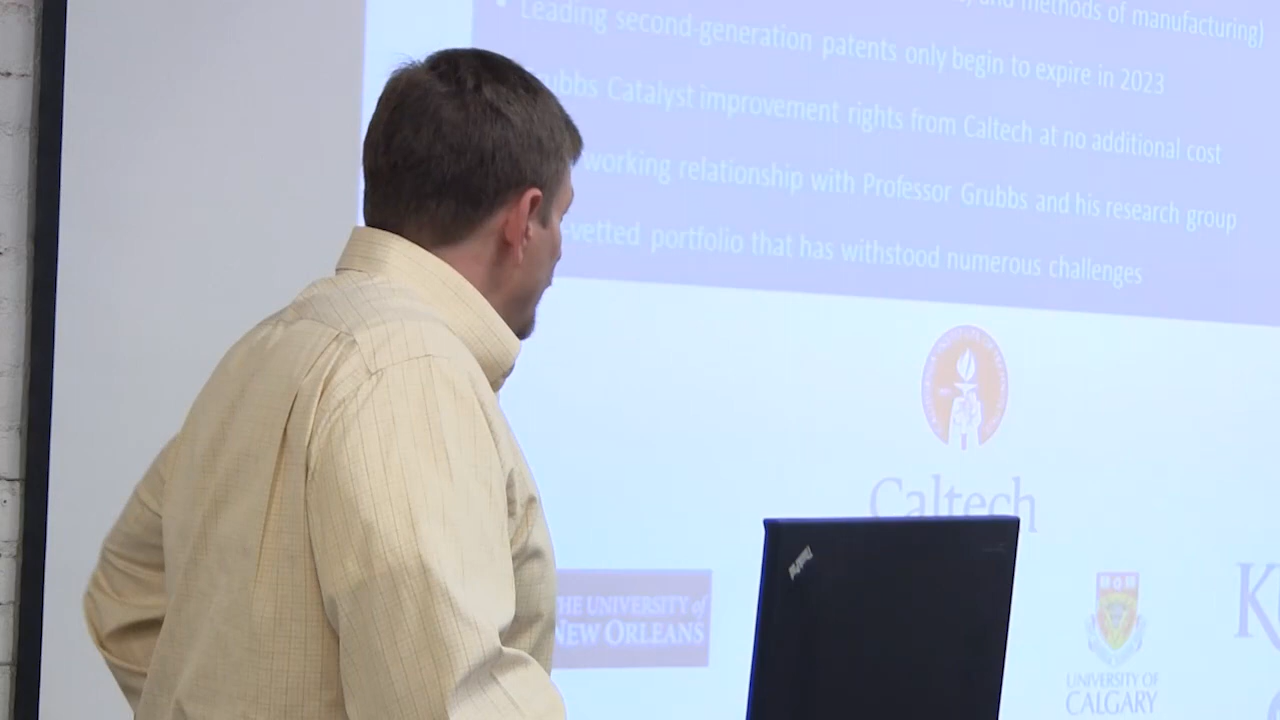 and methods of manufacturing)
Leading second-generation patents only begin to expire in 2023
Catalyst improvement rights from Caltech at no additional cost
working relationship with Professor Grubbs and his research group
vetted portfolio that has withstood numerous challenges
Caltech
THE UNIVERSITY of
NEW ORLEANS
ThinkPad
UNIVERSITY OF
CALGARY